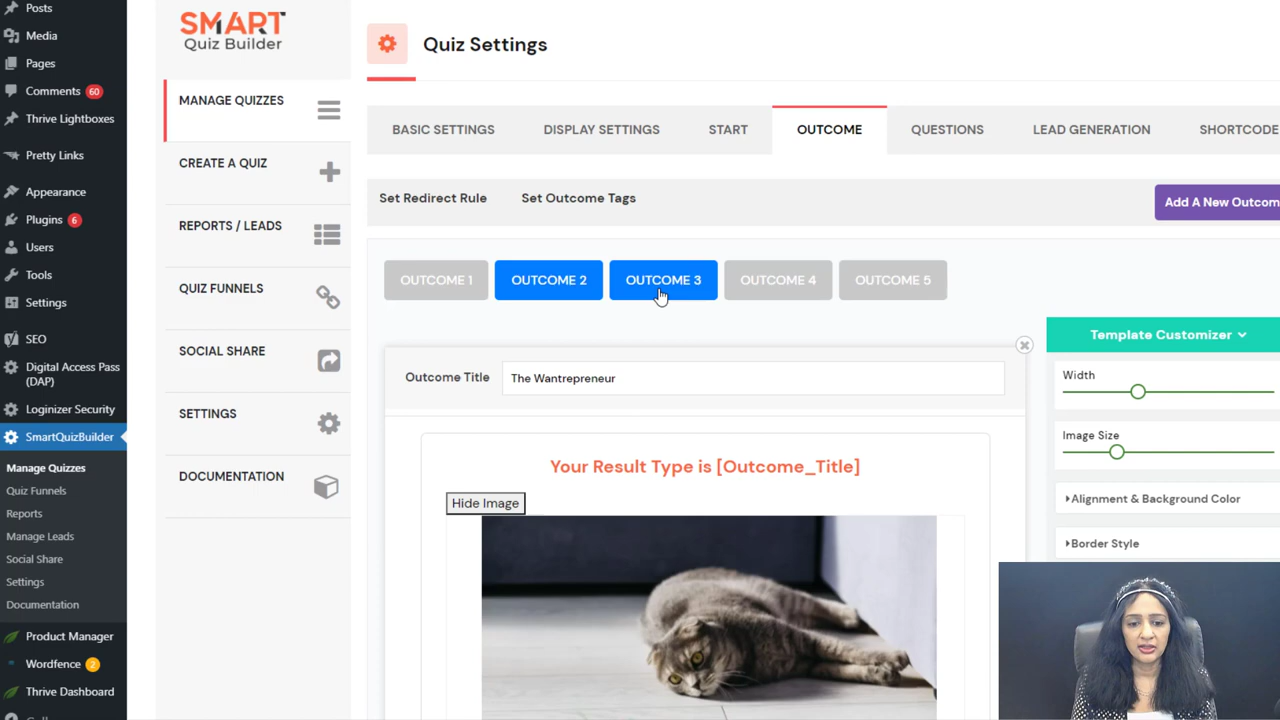 Posts
Media
Pages
Comments 60
Thrive Lightboxes
Pretty Links
Appearance
Plugins 6
Users
Tools
Settings
SEO
Digital Access Pass
(DAP)
Loginizer Security
SmartQuizBuilder
Manage Quizzes
Quiz Funnels
Reports
Manage Leads
Social Share
Settings
Documentation
Product Manager
Wordfence 2
Thrive Dashboard
SMART
Quiz Builder
MANAGE QUIZZES
CREATE A QUIZ
REPORTS / LEADS
QUIZ FUNNELS
SOCIAL SHARE
SETTINGS
DOCUMENTATION
Quiz Settings
BASIC SETTINGS DISPLAY SETTINGS START OUTCOME QUESTIONS LEAD GENERATION SHORTCODE
Set Redirect Rule Set Outcome Tags Add A New Outcom
OUTCOME 1 OUTCOME 2 OUTCOME 3 OUTCOME 4 OUTCOME 5
Outcome Title The Wantrepreneur
Your Result Type is [Outcome_Title]
Hide Image
Template Customizer
Width
Image Size
Alignment & Background Color
Border Style